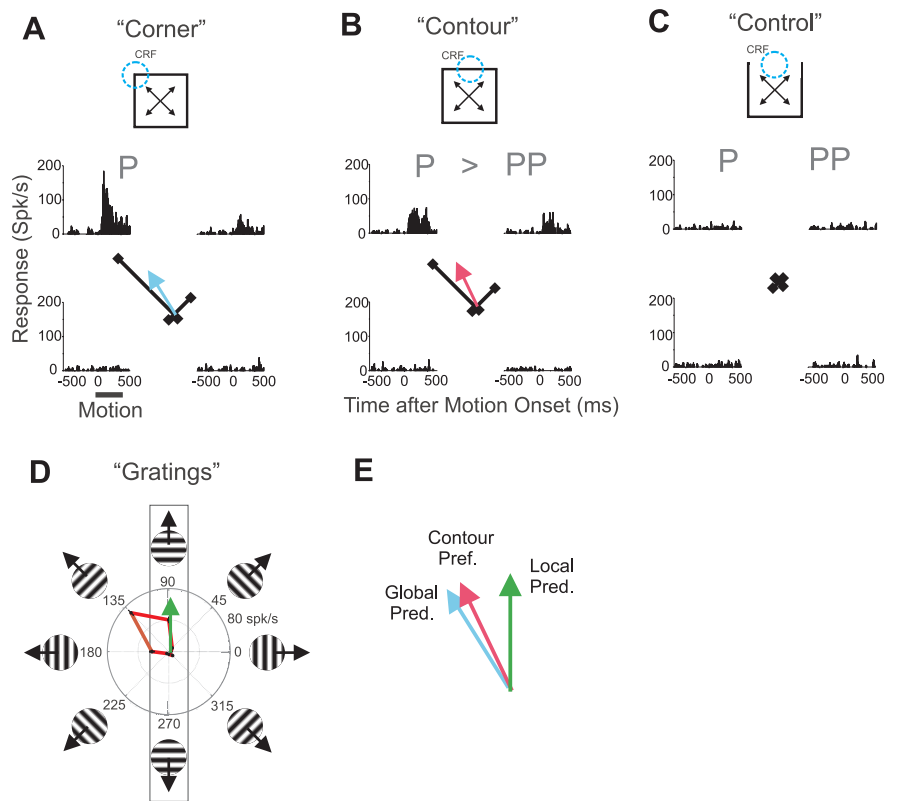 A "Corner"
CRF
P
200
100
0
200
100
0
-500 0 500
-500 0 500
Response (Spk/s)
Motion
B "Contour"
CRF
P > PP
200
100
0
200
100
0
-500 0 500
-500 0 500
Time after Motion Onset (ms)
C "Control"
CRF
P PP
200
100
0
200
100
0
-500 0 500
-500 0 500
D "Gratings"
90
135 45
80 spk/s
180 0
225 315
270
E
Contour
Pref.
Global
Pred.
Local
Pred.